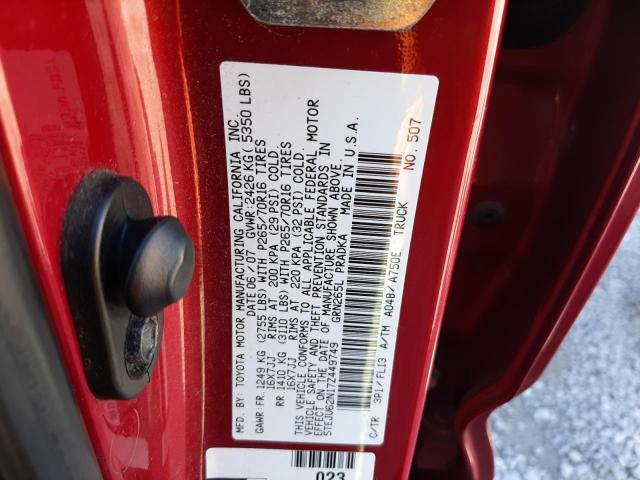 MFD. BY: TOYOTA MOTOR MANUFACTURING CALIFORNIA INC.
DATE 06 / 07 GVWR: 2426 KG ( 5350 LBS)
GAWR: FR. 1249 KG (2755 LBS) WITH P265/70R16 TIRES
16X7JJ RIMS AT 200 KPA (29 PSI) COLD.
RR. 1410 KG (3110 LBS) WITH P265/70R16 TIRES
16X7JJ RIMS AT 220 KPA (32 PSI) COLD.
THIS VEHICLE CONFORMS TO ALL APPLICABLE FEDERAL MOTOR
VEHICLE SAFETY AND THEFT PREVENTION STANDARDS IN
EFFECT ON THE DATE OF MANUFACTURE SHOWN ABOVE.
5TEJU62N17Z449749 GRN265L PRADKA MADE IN U.S.A.
TRUCK
C/TR 3P1/FL13 A/TM A04B/A750E
NO. 507
023